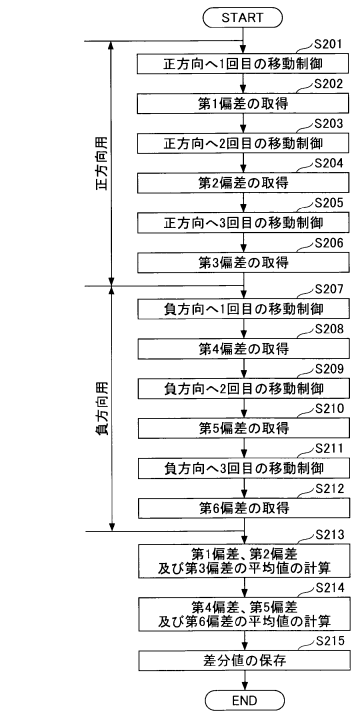 START
S201
正方向へ1回目の移動制御
S202
第1偏差の取得
S203
正方向へ2回目の移動制御
S204
第2偏差の取得
S205
正方向へ3回目の移動制御
S206
第3偏差の取得
正方向用
S207
負方向へ1回目の移動制御
S208
第4偏差の取得
S209
負方向へ2回目の移動制御
S210
第5偏差の取得
S211
負方向へ3回目の移動制御
S212
第6偏差の取得
負方向用
S213
第1偏差、第2偏差
及び第3偏差の平均値の計算
S214
第4偏差、第5偏差
及び第6偏差の平均値の計算
S215
差分値の保存
END